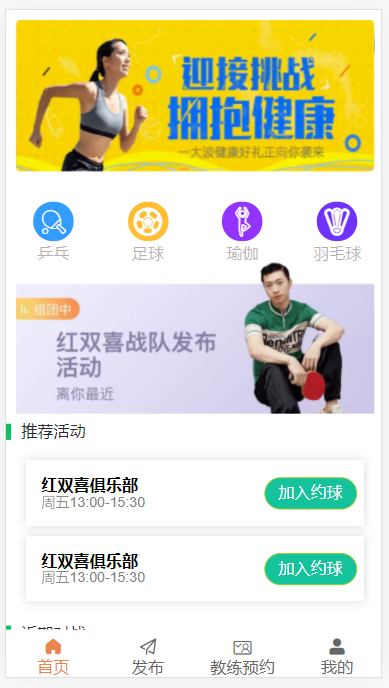 迎接挑战
拥抱健康
一大波健康好礼正向你袭来
乒乓
足球
瑜伽
羽毛球
组团中
红双喜战队发布
活动
离你最近
推荐活动
红双喜俱乐部
周五13:00-15:30
加入约球
红双喜俱乐部
周五13:00-15:30
加入约球
首页
发布
教练预约
我的